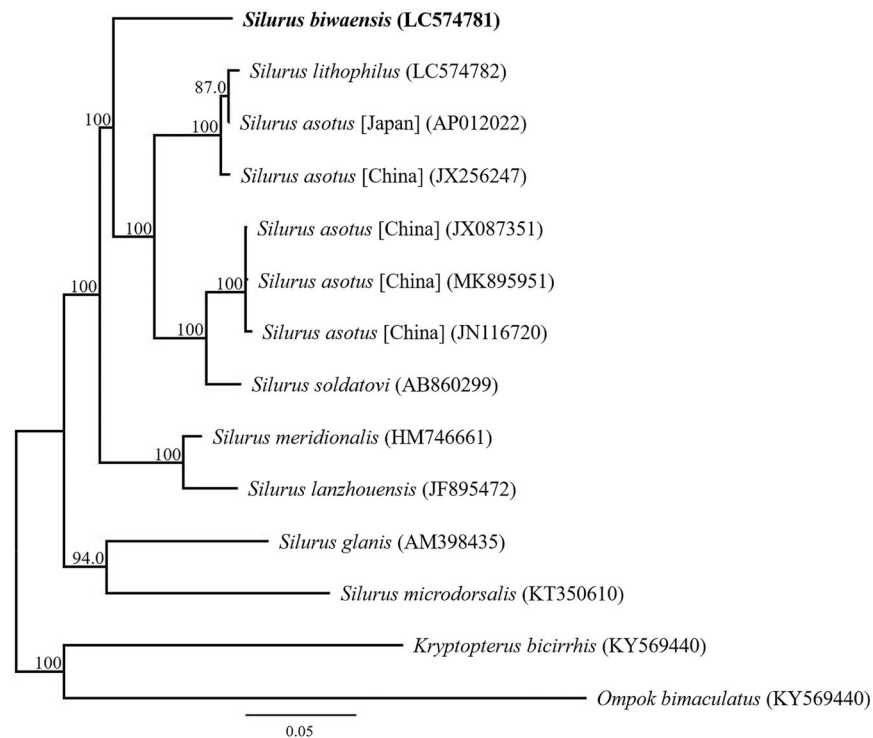 Silurus biwaensis (LC574781)
Silurus lithophilus (LC574782)
87.0
Silurus asotus [Japan] (AP012022)
100
100
Silurus asotus [China] (JX256247)
Silurus asotus [China] (JX087351)
100
Silurus asotus [China] (MK895951)
100
100
Silurus asotus [China] (JN116720)
100
Silurus soldatovi (AB860299)
Silurus meridionalis (HM746661)
100
Silurus lanzhouensis (JF895472)
Silurus glanis (AM398435)
94.0
Silurus microdorsalis (KT350610)
Kryptopterus bicirrhis (KY569440)
100
Ompok bimaculatus (KY569440)
0.05